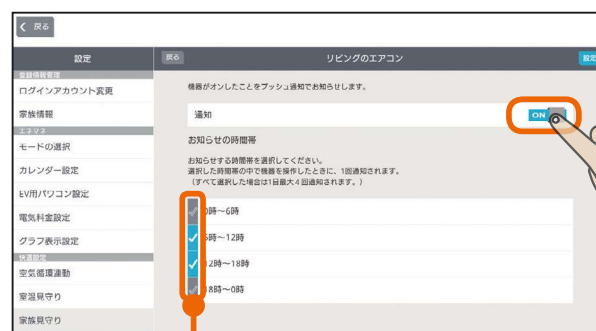 戻る
設定
戻る
リビングのエアコン
設定
登録情報管理
ログインアカウント変更
家族情報
エネマネ
モードの選択
カレンダー設定
EV用パワコン設定
電気料金設定
グラフ表示設定
快適設定
空気循環連動
室温見守り
家族見守り
機器がオンしたことをプッシュ通知でお知らせします。
通知
ON
お知らせの時間帯
お知らせする時間帯を選択してください。
選択した時間帯の中で機器を操作したときに、1回通知されます。
(すべて選択した場合は1日最大4回通知されます。)
0時～6時
6時～12時
12時～18時
18時～0時